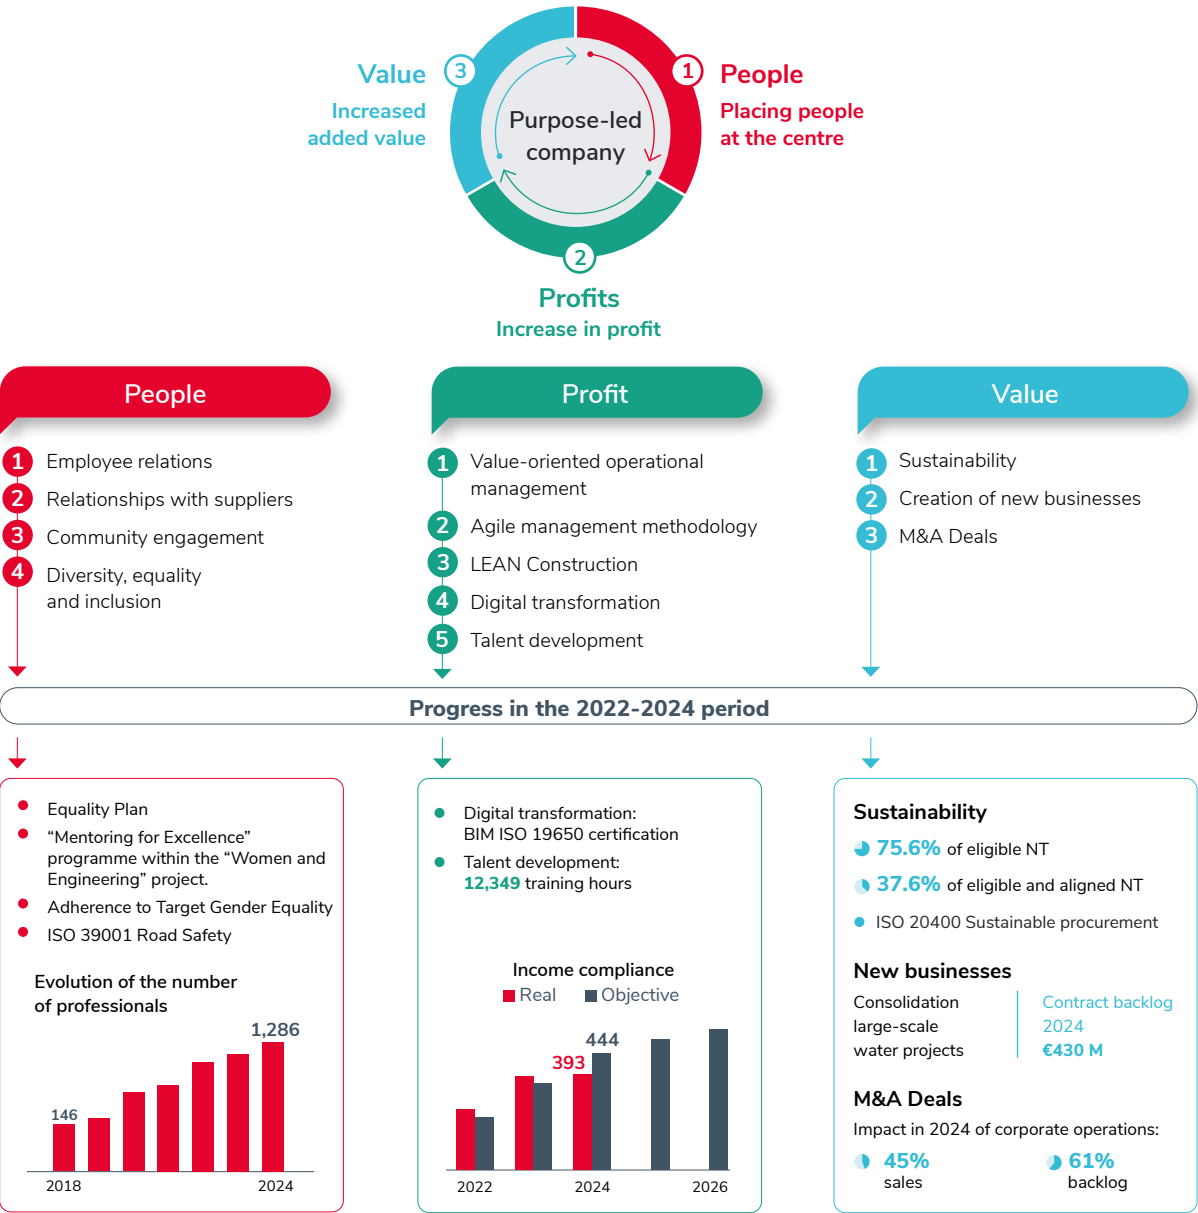 Value
3
Increased
added value
1
People
Placing people
at the centre
Purpose-led
company
2
Profits
Increase in profit
People
1 Employee relations
2 Relationships with suppliers
3 Community engagement
4 Diversity, equality
and inclusion
Profit
1 Value-oriented operational
management
2 Agile management methodology
3 LEAN Construction
4 Digital transformation
5 Talent development
Value
1 Sustainability
2 Creation of new businesses
3 M&A Deals
Progress in the 2022-2024 period
Equality Plan
“Mentoring for Excellence”
programme within the “Women and
Engineering” project.
Adherence to Target Gender Equality
ISO 39001 Road Safety
Evolution of the number
of professionals
1,286
146
2018 2024
Digital transformation:
BIM ISO 19650 certification
Talent development:
12,349 training hours
Income compliance
Real Objective
444
393
2022 2024 2026
Sustainability
75.6% of eligible NT
37.6% of eligible and aligned NT
ISO 20400 Sustainable procurement
New businesses
Consolidation
large-scale
water projects
Contract backlog
2024
€430 M
M&A Deals
Impact in 2024 of corporate operations:
45%
sales
61%
backlog